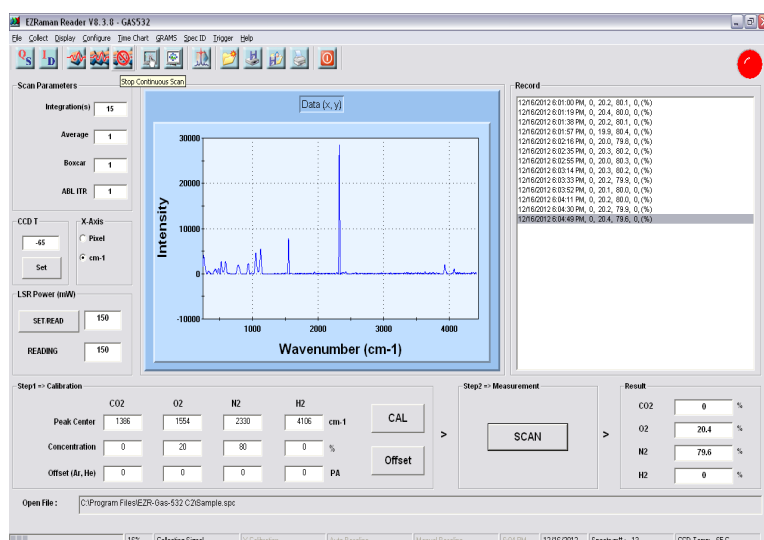 EZRaman Reader V8.3.8 - GAS532
File Collect Display Configure Time Chart GRAMS Spec ID Trigger Help
Stop Continuous Scan
Scan Parameters
Integration(s) 15
Average 1
Boxcar 1
ABL ITR 1
CCD T
-65
Set
X-Axis
Pixel
cm-1
LSR Power (mW)
SET/READ 150
READING 150
Data (x, y)
Intensity
30000
20000
10000
0
-10000
1000 2000 3000 4000
Wavenumber (cm-1)
Record
12/16/2012 6:01:00 PM, 0, 20.2, 80.1, 0, (%)
12/16/2012 6:01:19 PM, 0, 20.4, 80.0, 0, (%)
12/16/2012 6:01:38 PM, 0, 20.2, 80.1, 0, (%)
12/16/2012 6:01:57 PM, 0, 19.9, 80.4, 0, (%)
12/16/2012 6:02:16 PM, 0, 20.0, 79.8, 0, (%)
12/16/2012 6:02:35 PM, 0, 20.3, 80.2, 0, (%)
12/16/2012 6:02:55 PM, 0, 20.0, 80.3, 0, (%)
12/16/2012 6:03:14 PM, 0, 20.3, 80.2, 0, (%)
12/16/2012 6:03:33 PM, 0, 20.2, 79.9, 0, (%)
12/16/2012 6:03:52 PM, 0, 20.1, 80.0, 0, (%)
12/16/2012 6:04:11 PM, 0, 20.2, 80.0, 0, (%)
12/16/2012 6:04:30 PM, 0, 20.2, 79.9, 0, (%)
12/16/2012 6:04:49 PM, 0, 20.4, 79.6, 0, (%)
Step1 => Calibration
CO2 O2 N2 H2
Peak Center 1386 1554 2330 4106 cm-1
Concentration 0 20 80 0 %
Offset (Ar, He) 0 0 0 0 PA
CAL
Offset
>
Step2 => Measurement
SCAN
>
Result
CO2 0 %
O2 20.4 %
N2 79.6 %
H2 0 %
Open File : C:\Program Files\EZR-Gas-532 C2\Bample.spc
16% Collecting Signal 12/16/2012